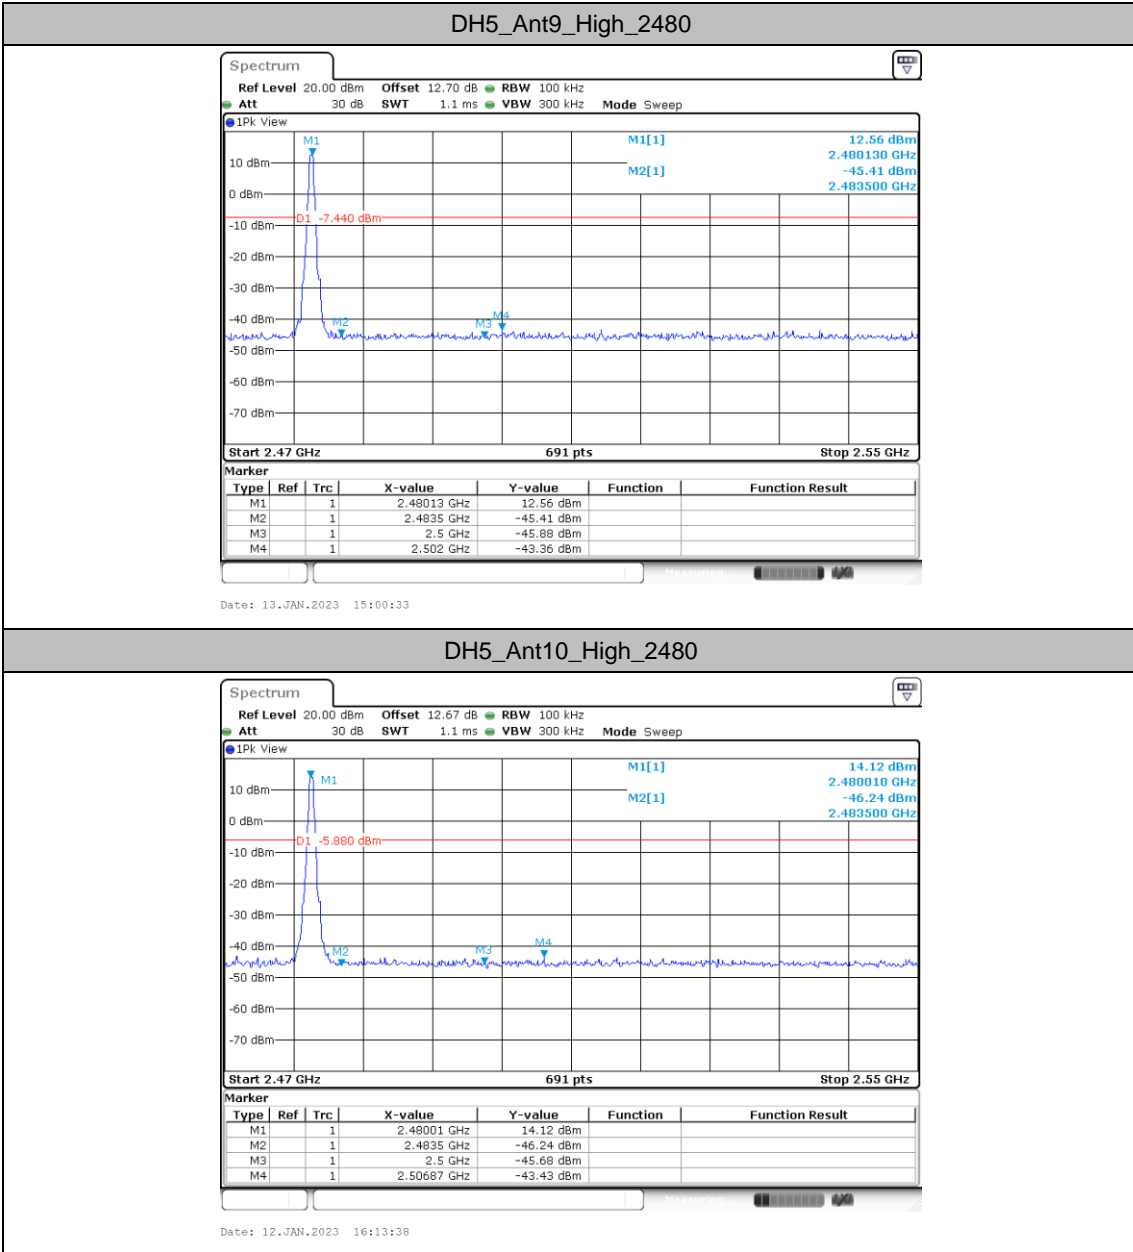 DH5_Ant9_High_2480
Spectrum
Ref Level 20.00 dBm Offset 12.70 dB RBW 100 kHz
Att 30 dB SWT 1.1 ms VBW 300 kHz Mode Sweep
1Pk View
M1 M1[1] 12.56 dBm
2.480130 GHz
10 dBm M2[1] -45.41 dBm
2.483500 GHz
0 dBm
D1 -7.440 dBm
-10 dBm
-20 dBm
-30 dBm
-40 dBm M2 M3 M4
-50 dBm
-60 dBm
-70 dBm
Start 2.47 GHz 691 pts Stop 2.55 GHz
Marker
Type Ref Trc X-value Y-value Function Function Result
M1 1 2.48013 GHz 12.56 dBm
M2 1 2.4835 GHz -45.41 dBm
M3 1 2.5 GHz -45.88 dBm
M4 1 2.502 GHz -43.36 dBm
Measuring...
Date: 13.JAN.2023 15:00:33
DH5_Ant10_High_2480
Spectrum
Ref Level 20.00 dBm Offset 12.67 dB RBW 100 kHz
Att 30 dB SWT 1.1 ms VBW 300 kHz Mode Sweep
1Pk View
M1 M1[1] 14.12 dBm
2.480010 GHz
10 dBm M2[1] -46.24 dBm
2.483500 GHz
0 dBm
D1 -5.880 dBm
-10 dBm
-20 dBm
-30 dBm
-40 dBm M2 M3 M4
-50 dBm
-60 dBm
-70 dBm
Start 2.47 GHz 691 pts Stop 2.55 GHz
Marker
Type Ref Trc X-value Y-value Function Function Result
M1 1 2.48001 GHz 14.12 dBm
M2 1 2.4835 GHz -46.24 dBm
M3 1 2.5 GHz -45.68 dBm
M4 1 2.50687 GHz -43.43 dBm
Measuring...
Date: 12.JAN.2023 16:13:38